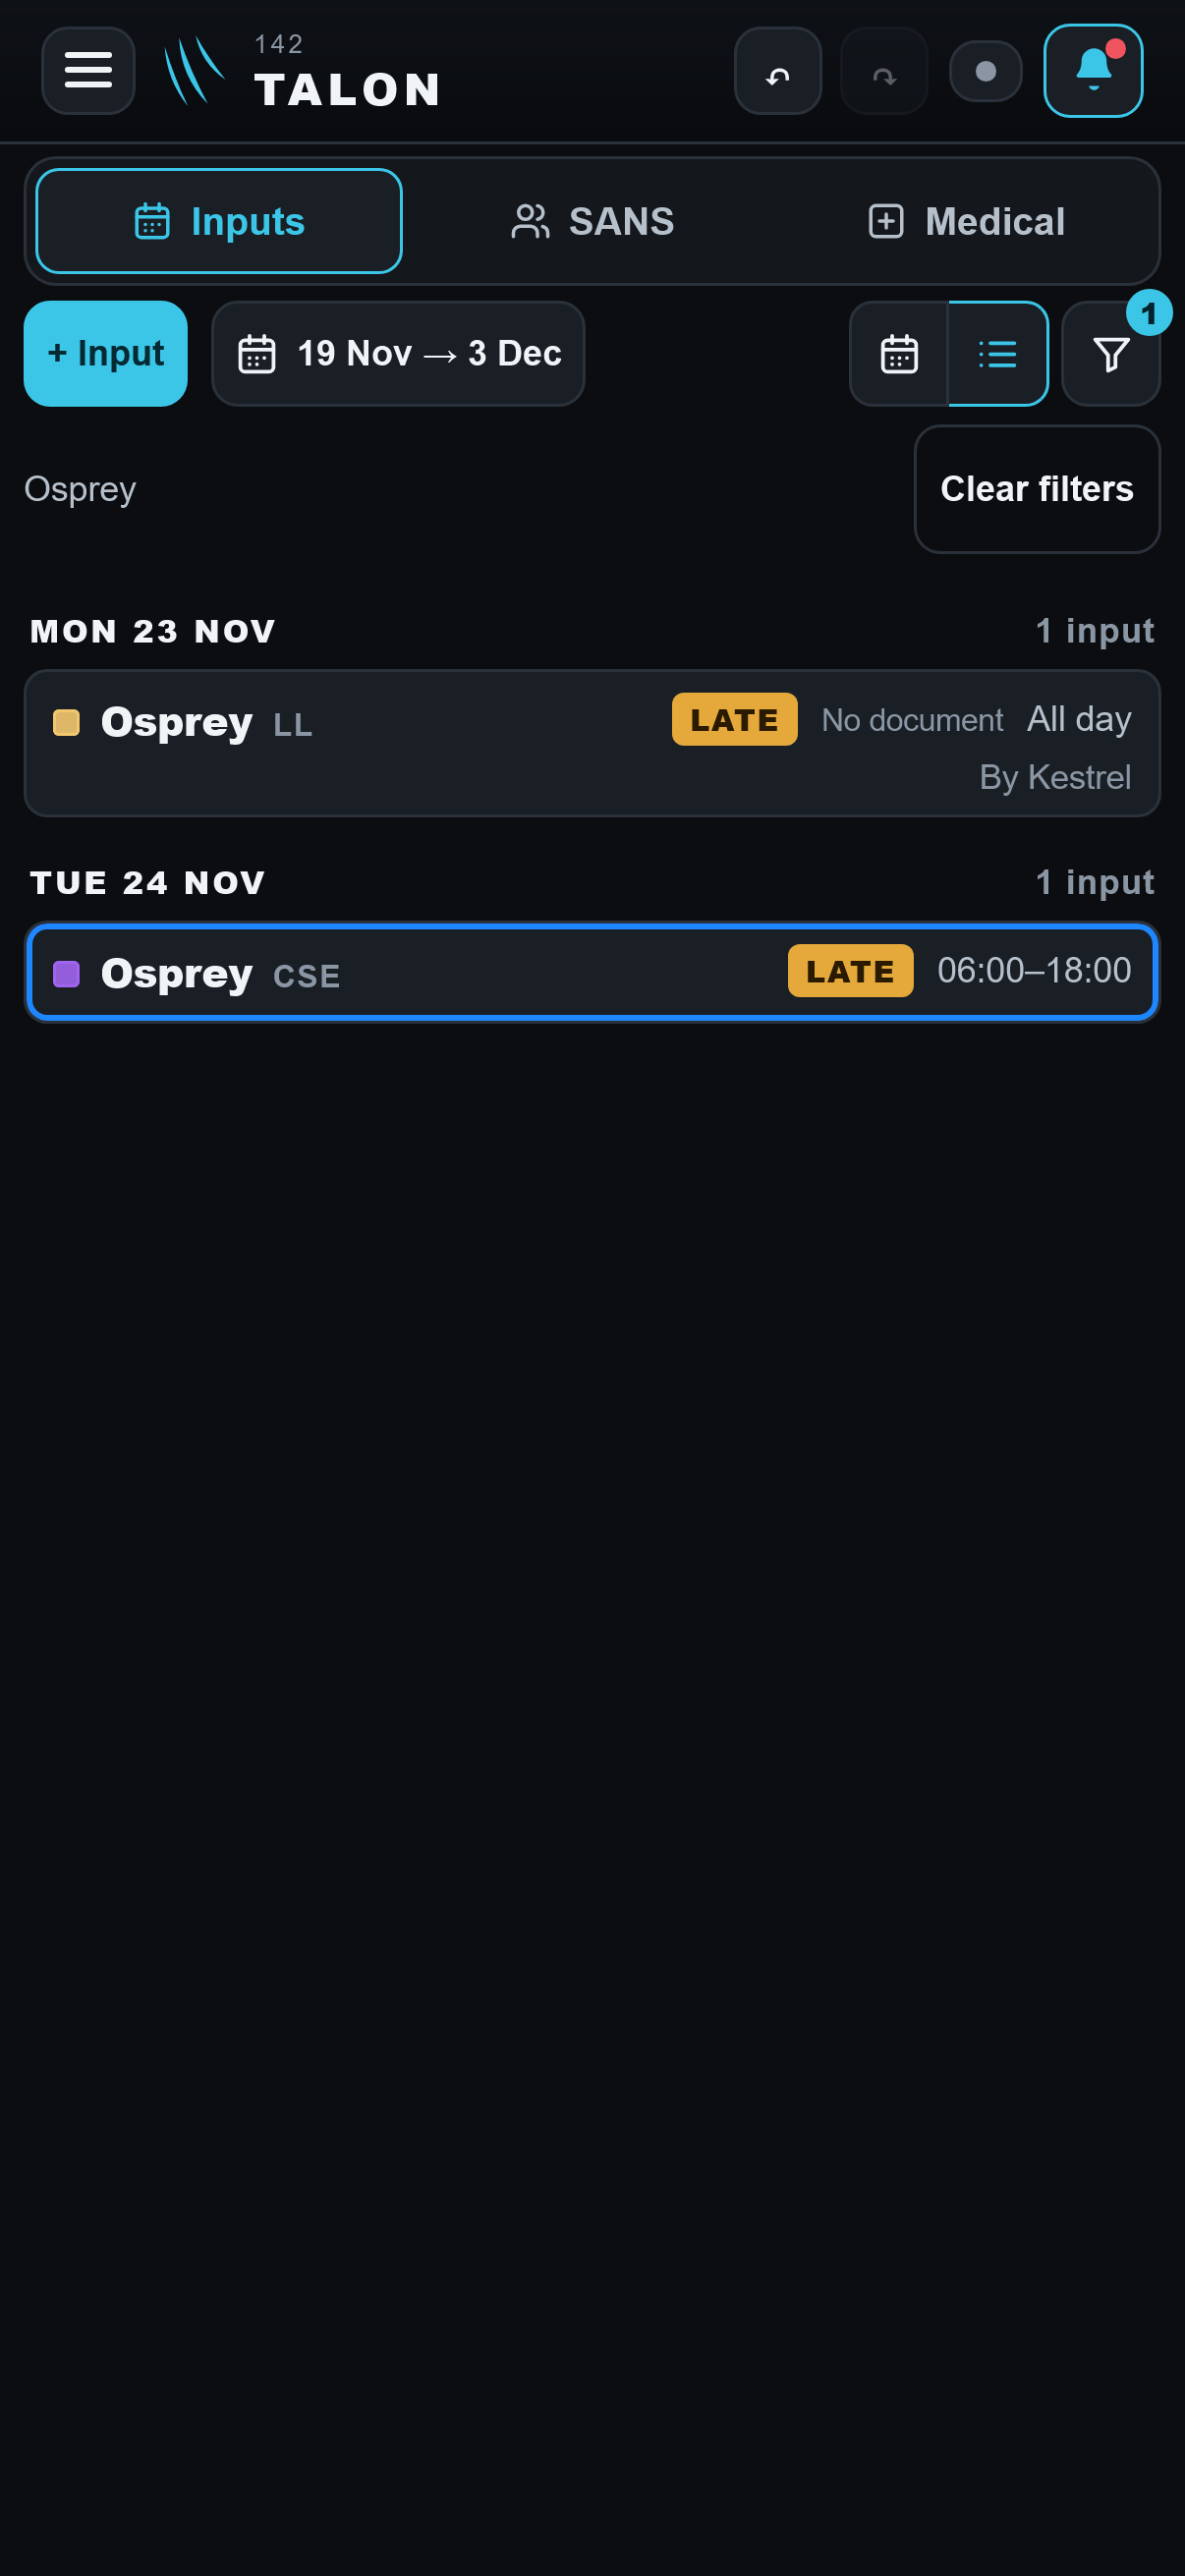 142
TALON
Inputs
SANS
Medical
+ Input
19 Nov → 3 Dec
1
Osprey
Clear filters
MON 23 NOV
1 input
Osprey LL
LATE
No document
All day
By Kestrel
TUE 24 NOV
1 input
Osprey CSE
LATE
06:00–18:00